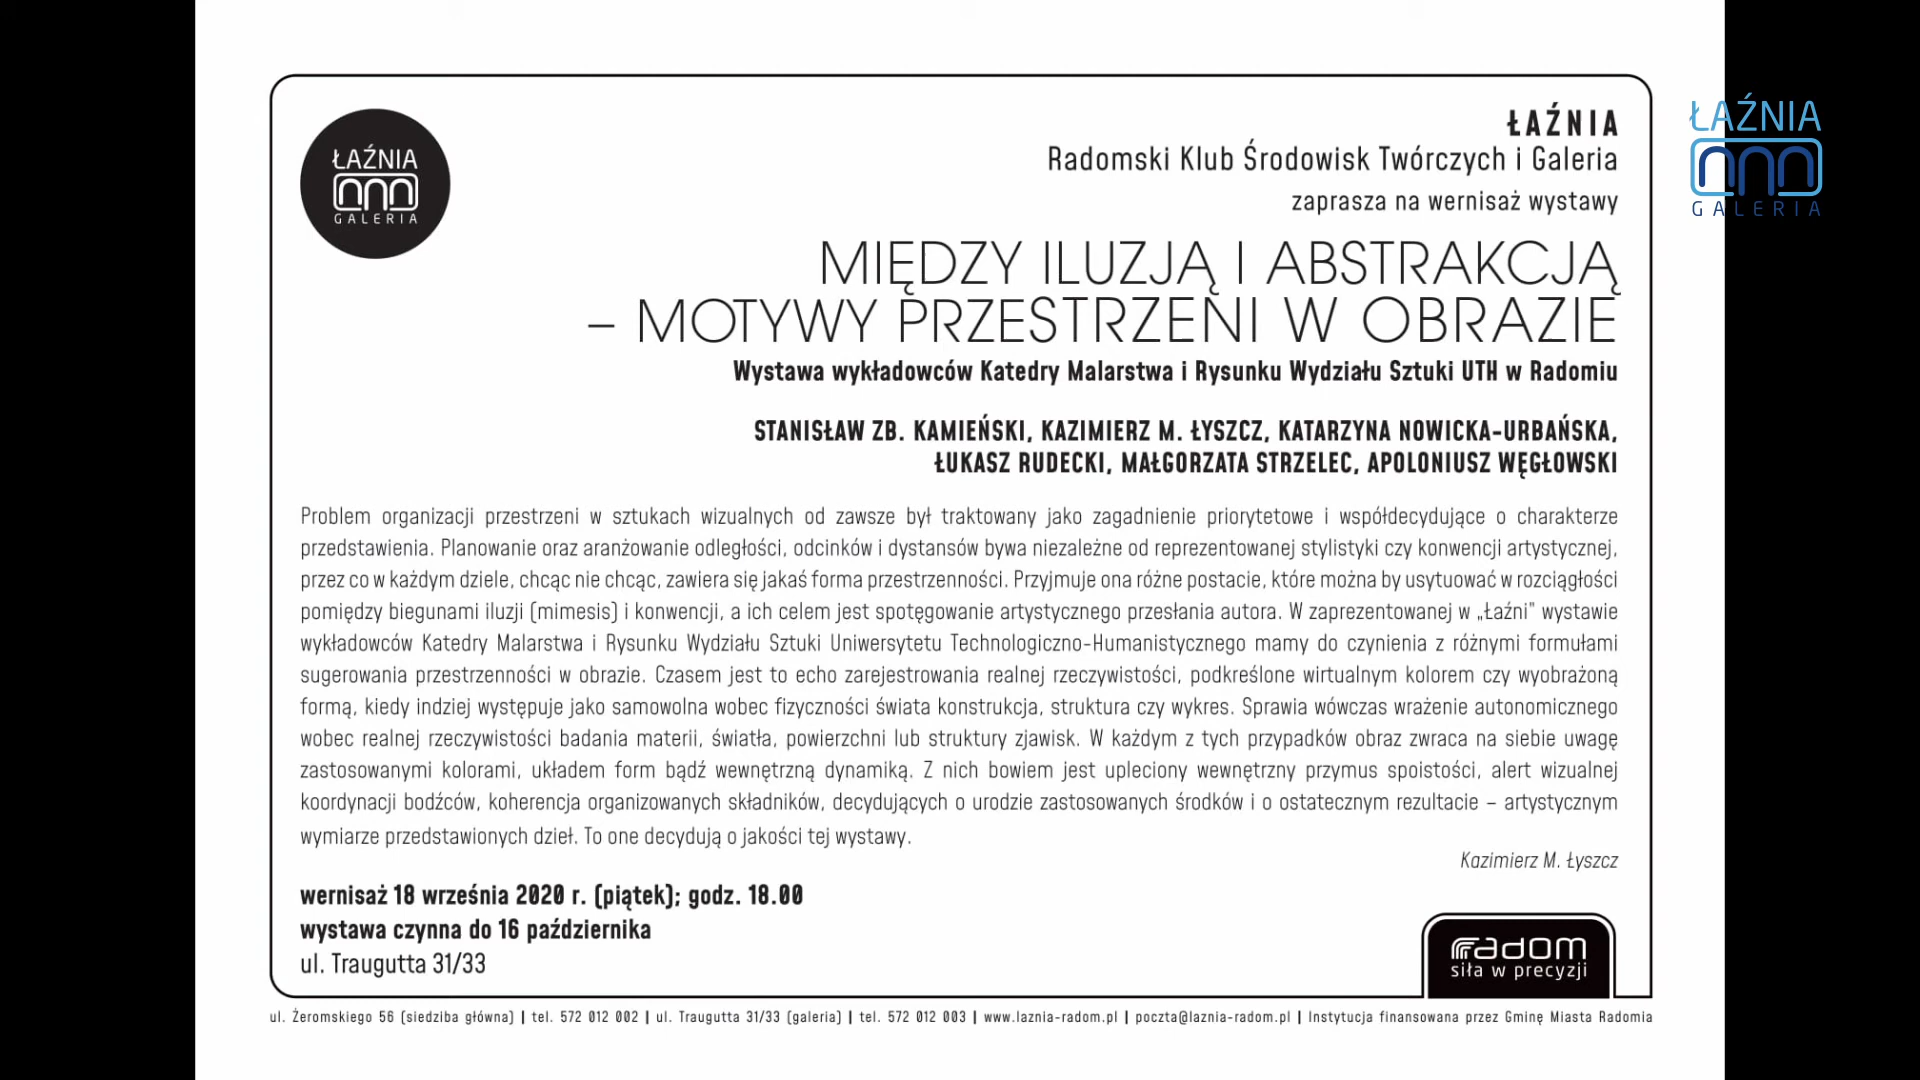 ŁAŹNIA
GALERIA
ŁAŹNIA
Radomski Klub Środowisk Twórczych i Galeria
zaprasza na wernisaż wystawy
ŁAŹNIA
GALERIA
MIĘDZY ILUZJĄ I ABSTRAKCJĄ
– MOTYWY PRZESTRZENI W OBRAZIE
Wystawa wykładowców Katedry Malarstwa i Rysunku Wydziału Sztuki UTH w Radomiu
STANISŁAW ZB. KAMIEŃSKI, KAZIMIERZ M. ŁYSZCZ, KATARZYNA NOWICKA-URBAŃSKA,
ŁUKASZ RUDECKI, MAŁGORZATA STRZELEC, APOLONIUSZ WĘGŁOWSKI
Problem organizacji przestrzeni w sztukach wizualnych od zawsze był traktowany jako zagadnienie priorytetowe i współdecydujące o charakterze
przedstawienia. Planowanie oraz aranżowanie odległości, odcinków i dystansów bywa niezależne od reprezentowanej stylistyki czy konwencji artystycznej,
przez co w każdym dziele, chcąc nie chcąc, zawiera się jakaś forma przestrzenności. Przyjmuje ona różne postacie, które można by usytuować w rozciągłości
pomiędzy biegunami iluzji (mimesis) i konwencji, a ich celem jest spotęgowanie artystycznego przesłania autora. W zaprezentowanej w „Łaźni” wystawie
wykładowców Katedry Malarstwa i Rysunku Wydziału Sztuki Uniwersytetu Technologiczno-Humanistycznego mamy do czynienia z różnymi formułami
sugerowania przestrzenności w obrazie. Czasem jest to echo zarejestrowania realnej rzeczywistości, podkreślone wirtualnym kolorem czy wyobrażoną
formą, kiedy indziej występuje jako samowolna wobec fizyczności świata konstrukcja, struktura czy wykres. Sprawia wówczas wrażenie autonomicznego
wobec realnej rzeczywistości badania materii, światła, powierzchni lub struktury zjawisk. W każdym z tych przypadków obraz zwraca na siebie uwagę
zastosowanymi kolorami, układem form bądź wewnętrzną dynamiką. Z nich bowiem jest upleciony wewnętrzny przymus spoistości, alert wizualnej
koordynacji bodźców, koherencja organizowanych składników, decydujących o urodzie zastosowanych środków i o ostatecznym rezultacie – artystycznym
wymiarze przedstawionych dzieł. To one decydują o jakości tej wystawy.
Kazimierz M. Łyszcz
wernisaż 18 września 2020 r. (piątek); godz. 18.00
wystawa czynna do 16 października
ul. Traugutta 31/33
radom
siła w precyzji
ul. Żeromskiego 56 (siedziba główna) | tel. 572 012 002 | ul. Traugutta 31/33 (galeria) | tel. 572 012 003 | www.laznia-radom.pl | poczta@laznia-radom.pl | Instytucja finansowana przez Gminę Miasta Radomia